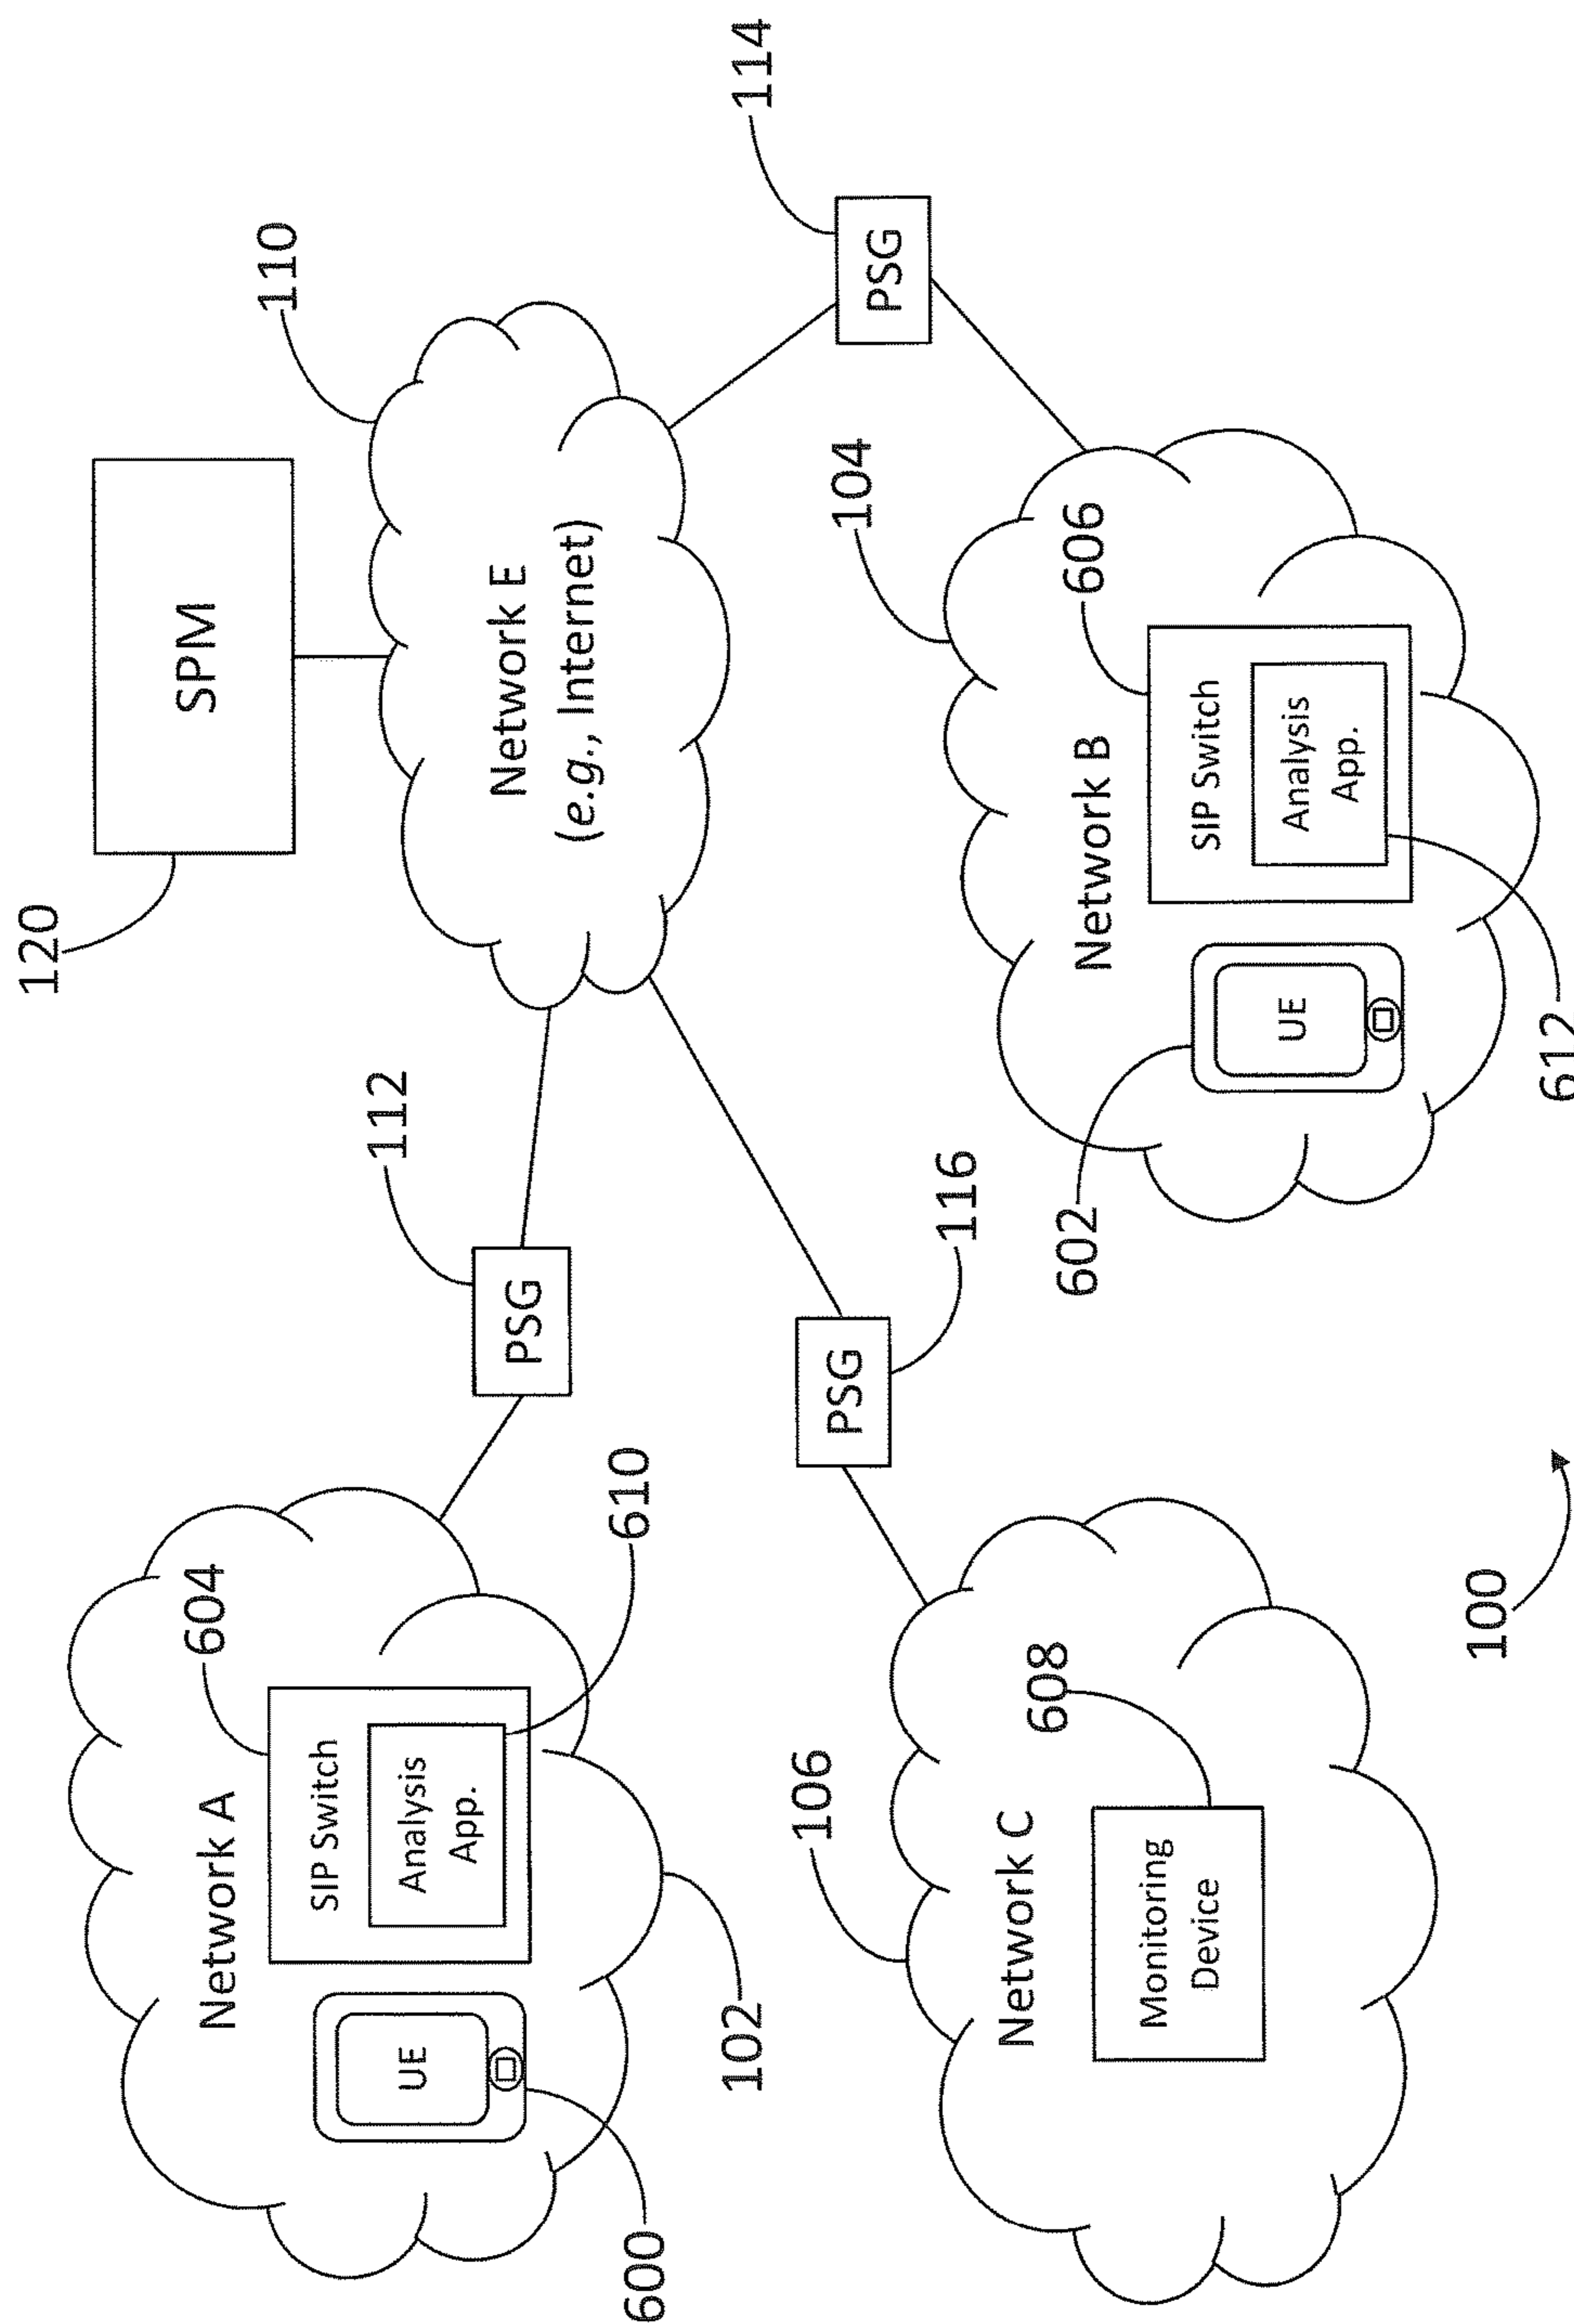 120
SPM
110
Network E
(e.g., Internet)
114
PSG
112
PSG
116
PSG
604
Network A
SIP Switch
Analysis
App.
610
UE
600
102
106
Network C
608
Monitoring
Device
104
Network B
606
SIP Switch
Analysis
App.
612
UE
602
100